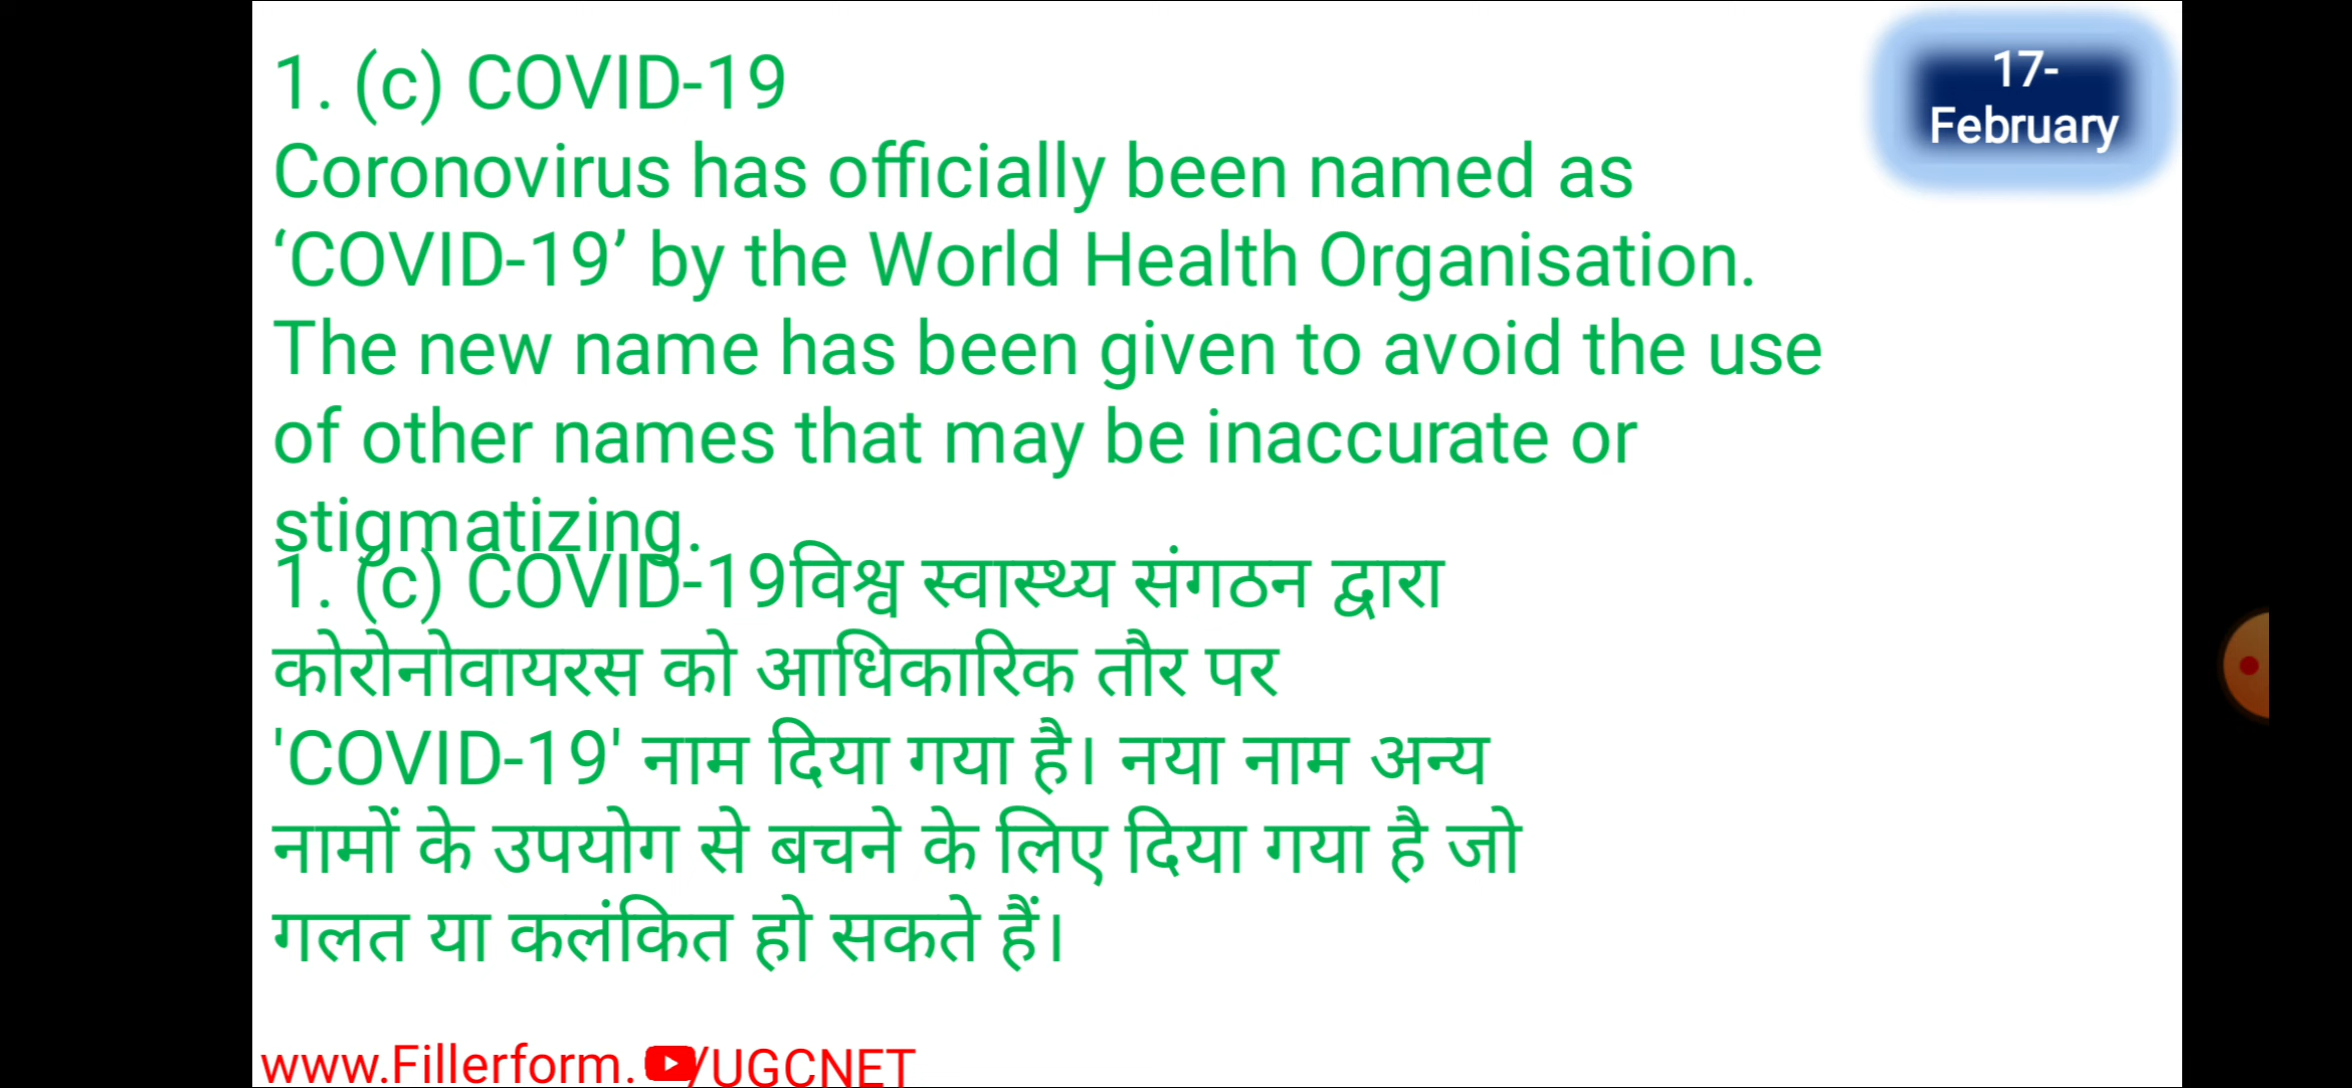 1. (c) COVID-19
Coronovirus has officially been named as
‘COVID-19’ by the World Health Organisation.
The new name has been given to avoid the use
of other names that may be inaccurate or
stigmatizing.
1. (c) COVID-19विश्व स्वास्थ्य संगठन द्वारा
कोरोनोवायरस को आधिकारिक तौर पर
'COVID-19' नाम दिया गया है। नया नाम अन्य
नामों के उपयोग से बचने के लिए दिया गया है जो
गलत या कलंकित हो सकते हैं।
17-
February
www.Fillerform. /UGCNET